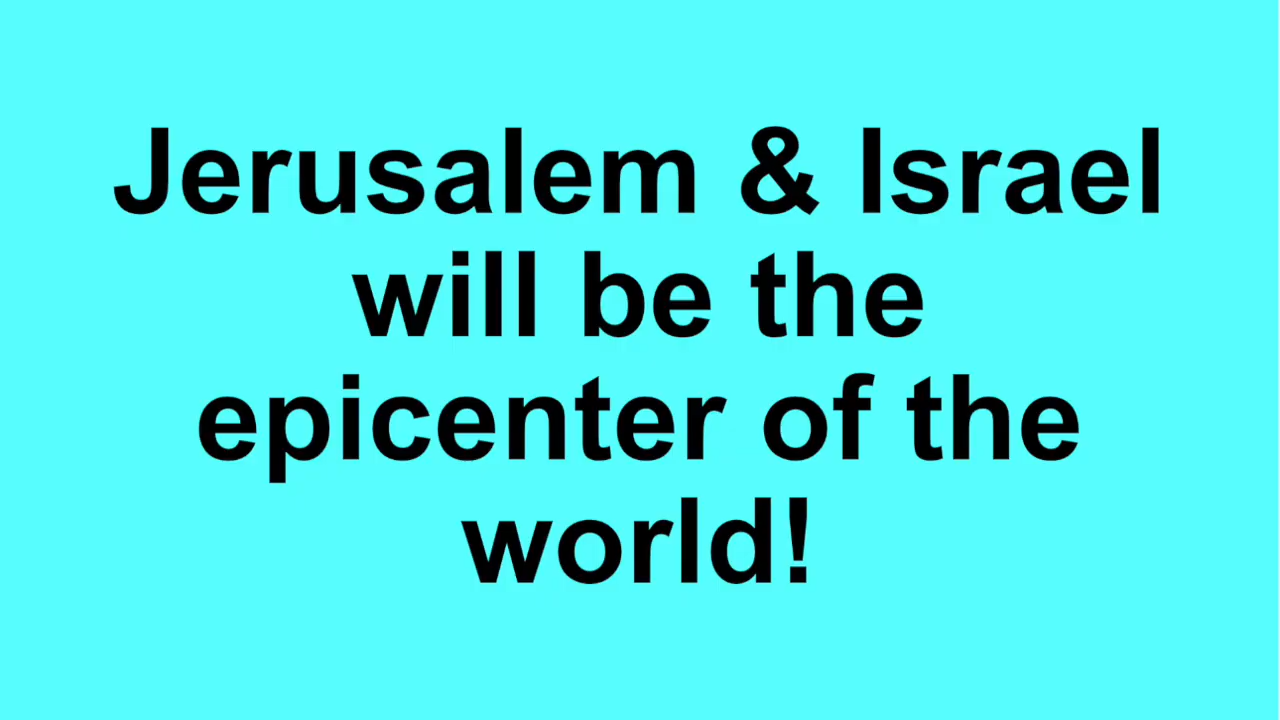 Jerusalem & Israel
will be the
epicenter of the
world!